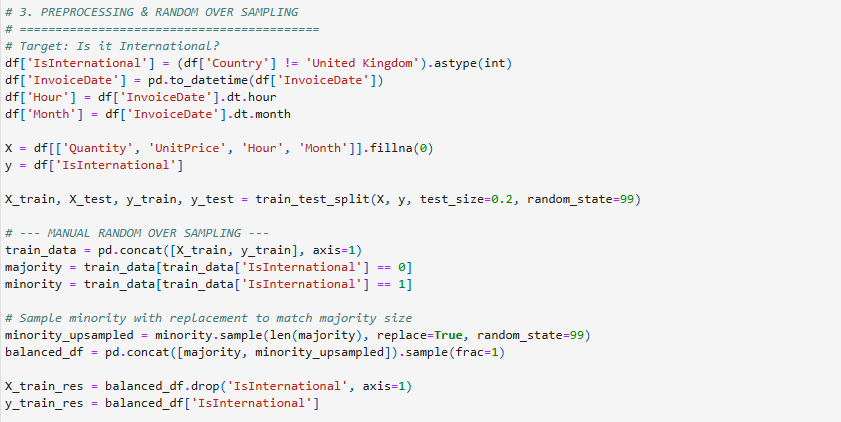 # 3. PREPROCESSING & RANDOM OVER SAMPLING
# ==========================================
# Target: Is it International?
df['IsInternational'] = (df['Country'] != 'United Kingdom').astype(int)
df['InvoiceDate'] = pd.to_datetime(df['InvoiceDate'])
df['Hour'] = df['InvoiceDate'].dt.hour
df['Month'] = df['InvoiceDate'].dt.month

X = df[['Quantity', 'UnitPrice', 'Hour', 'Month']].fillna(0)
y = df['IsInternational']

X_train, X_test, y_train, y_test = train_test_split(X, y, test_size=0.2, random_state=99)

# --- MANUAL RANDOM OVER SAMPLING ---
train_data = pd.concat([X_train, y_train], axis=1)
majority = train_data[train_data['IsInternational'] == 0]
minority = train_data[train_data['IsInternational'] == 1]

# Sample minority with replacement to match majority size
minority_upsampled = minority.sample(len(majority), replace=True, random_state=99)
balanced_df = pd.concat([majority, minority_upsampled]).sample(frac=1)

X_train_res = balanced_df.drop('IsInternational', axis=1)
y_train_res = balanced_df['IsInternational']